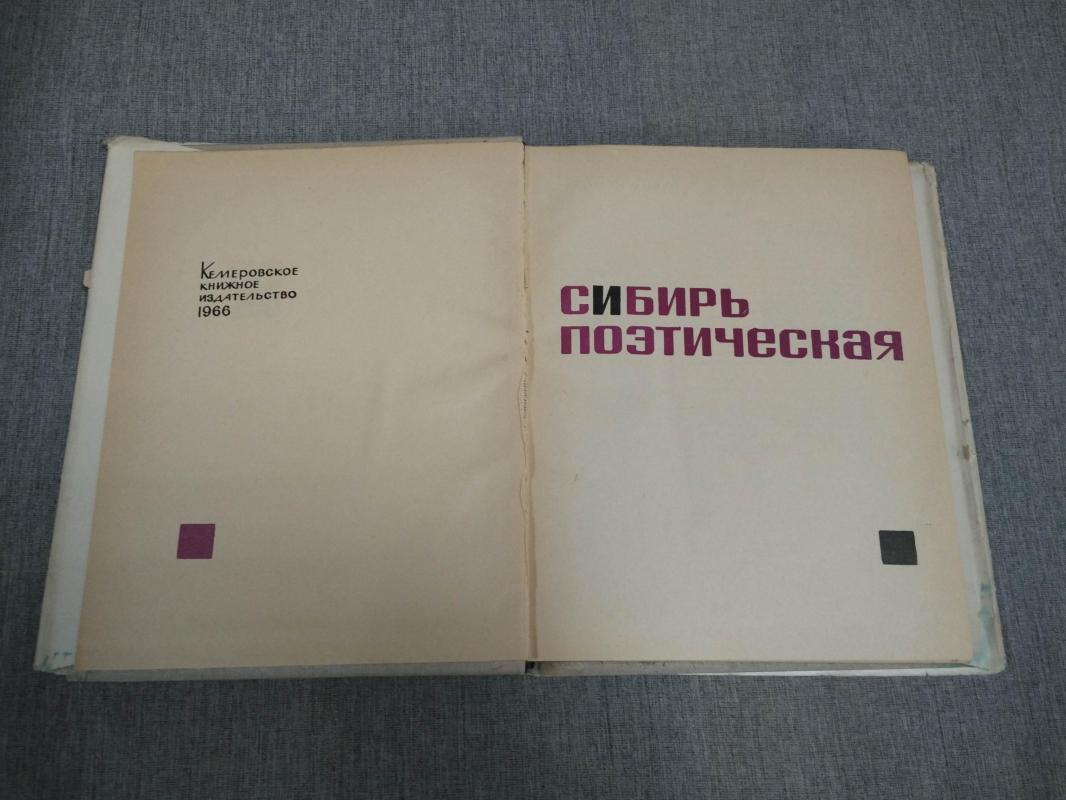 Кемеровское
книжное
издательство
1966
СИБИРЬ
ПОЭТИЧЕСКАЯ